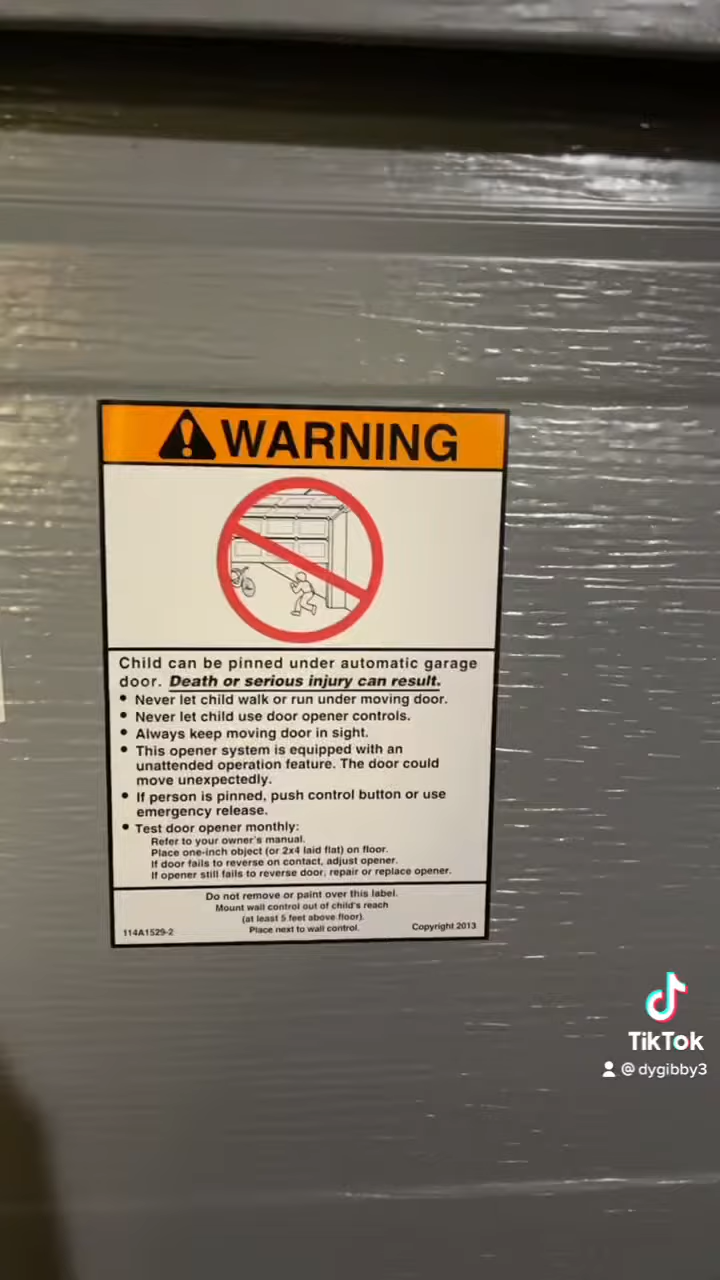 WARNING
Child can be pinned under automatic garage
door. Death or serious injury can result.
• Never let child walk or run under moving door.
• Never let child use door opener controls.
• Always keep moving door in sight.
• This opener system is equipped with an
unattended operation feature. The door could
move unexpectedly.
• If person is pinned, push control button or use
emergency release.
• Test door opener monthly:
Refer to your owner's manual.
Place one-inch object (or 2x4 laid flat) on floor.
If door fails to reverse on contact, adjust opener.
If opener still fails to reverse door, repair or replace opener.
Do not remove or paint over this label.
Mount wall control out of child's reach
(at least 5 feet above floor).
Place next to wall control.
114A1529-2
Copyright 2013
TikTok
@dygibby3